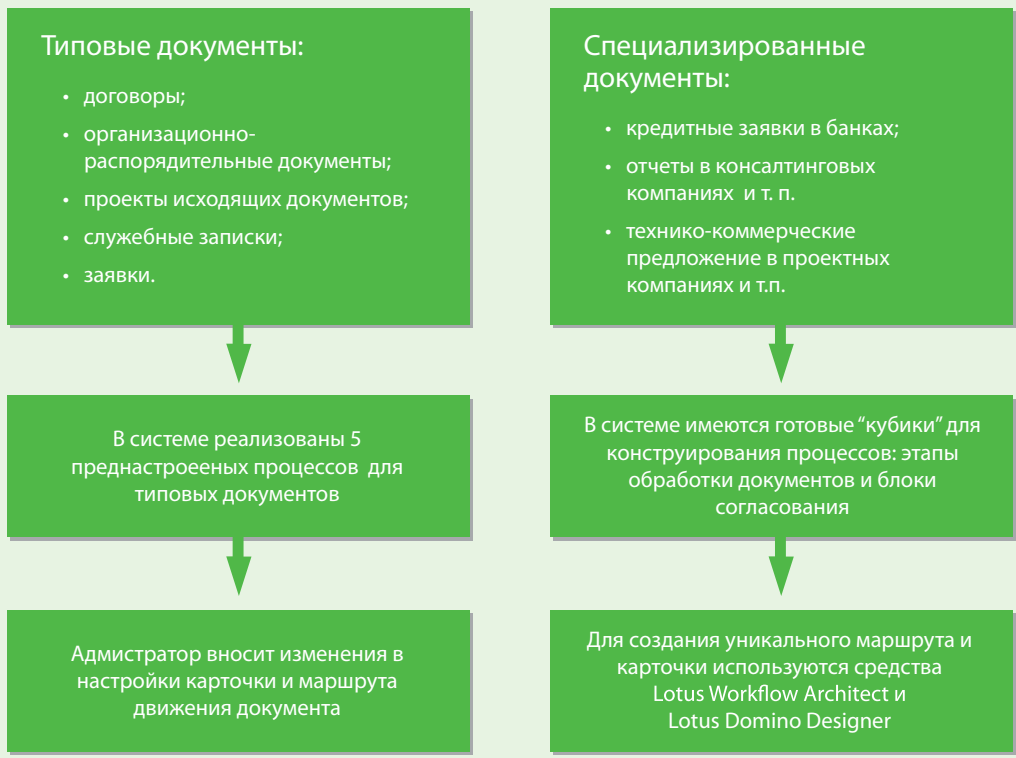 Типовые документы:
• договоры;
• организационно-
распорядительные документы;
• проекты исходящих документов;
• служебные записки;
• заявки.
В системе реализованы 5
преднастроееных процессов для
типовых документов
Адмистратор вносит изменения в
настройки карточки и маршрута
движения документа
Специализированные
документы:
• кредитные заявки в банках;
• отчеты в консалтинговых
компаниях и т. п.
• технико-коммерческие
предложение в проектных
компаниях и т.п.
В системе имеются готовые “кубики” для
конструирования процессов: этапы
обработки документов и блоки
согласования
Для создания уникального маршрута и
карточки используются средства
Lotus Workflow Architect и
Lotus Domino Designer